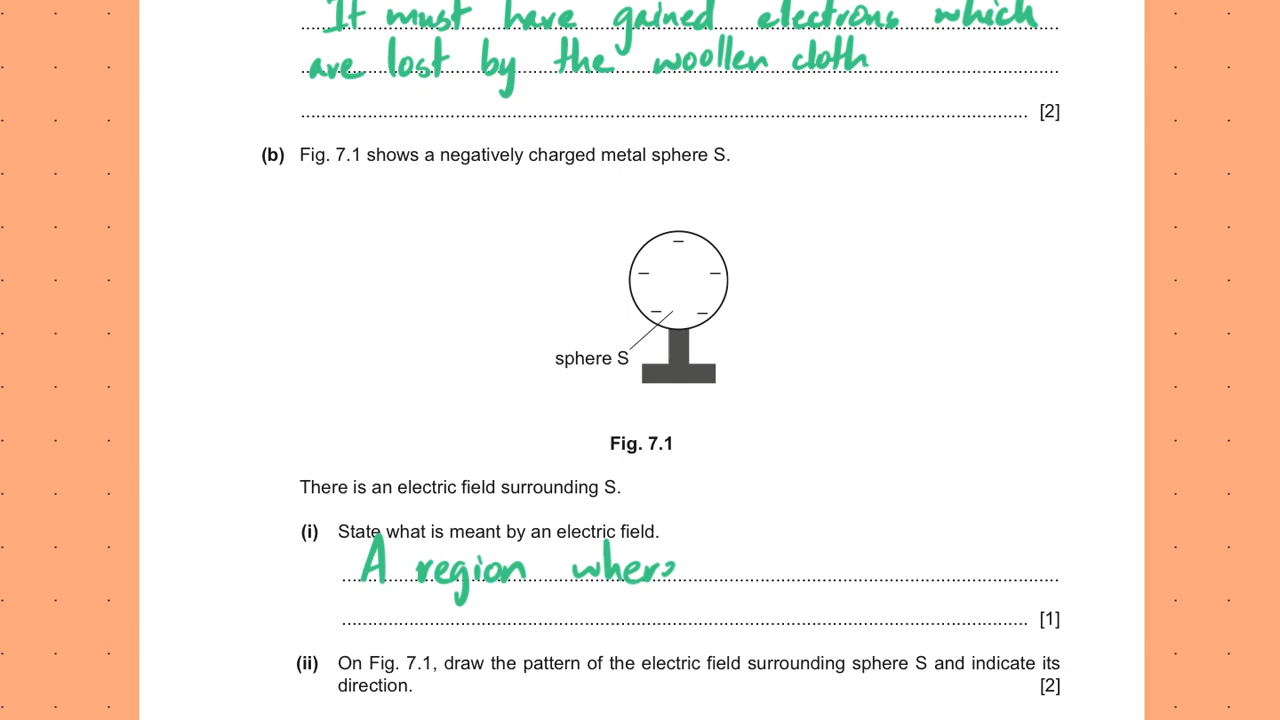 It must have gained electrons which
are lost by the woollen cloth
[2]
(b) Fig. 7.1 shows a negatively charged metal sphere S.
sphere S
Fig. 7.1
There is an electric field surrounding S.
(i) State what is meant by an electric field.
A region where
[1]
(ii) On Fig. 7.1, draw the pattern of the electric field surrounding sphere S and indicate its
direction. [2]